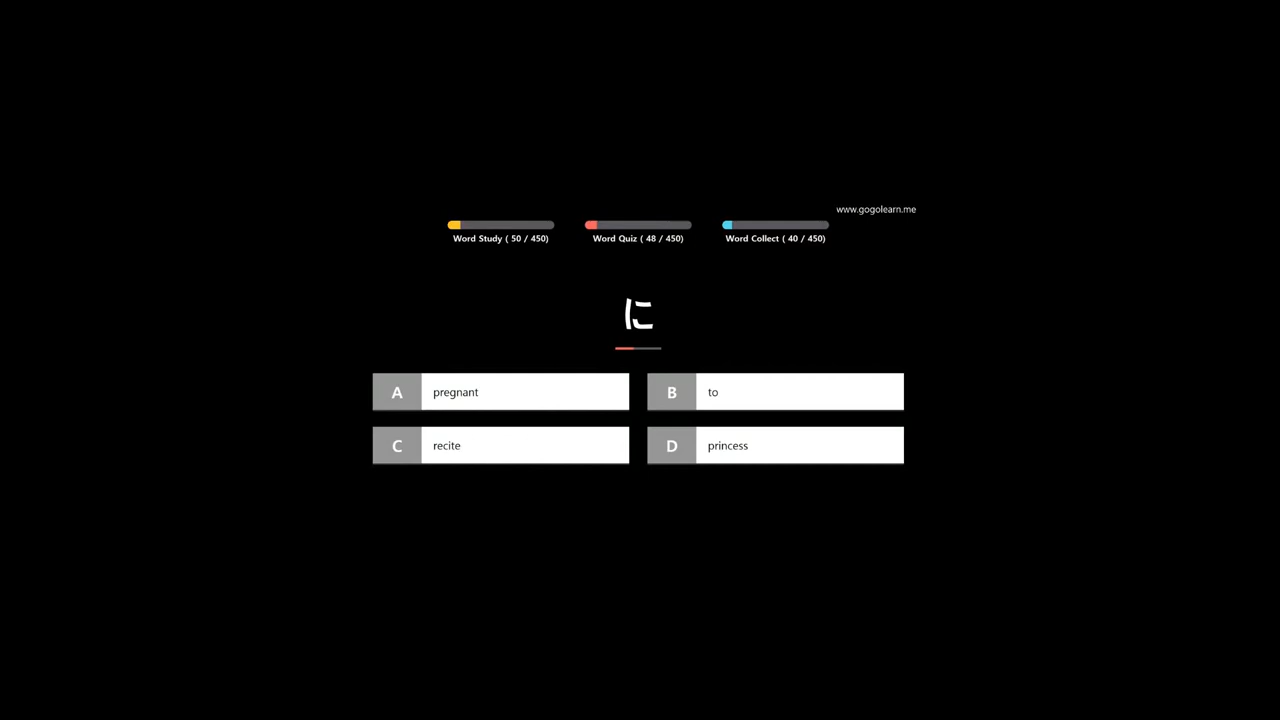 www.gogolearn.me
Word Study ( 50 / 450)
Word Quiz ( 48 / 450)
Word Collect ( 40 / 450)
に
A pregnant
B to
C recite
D princess